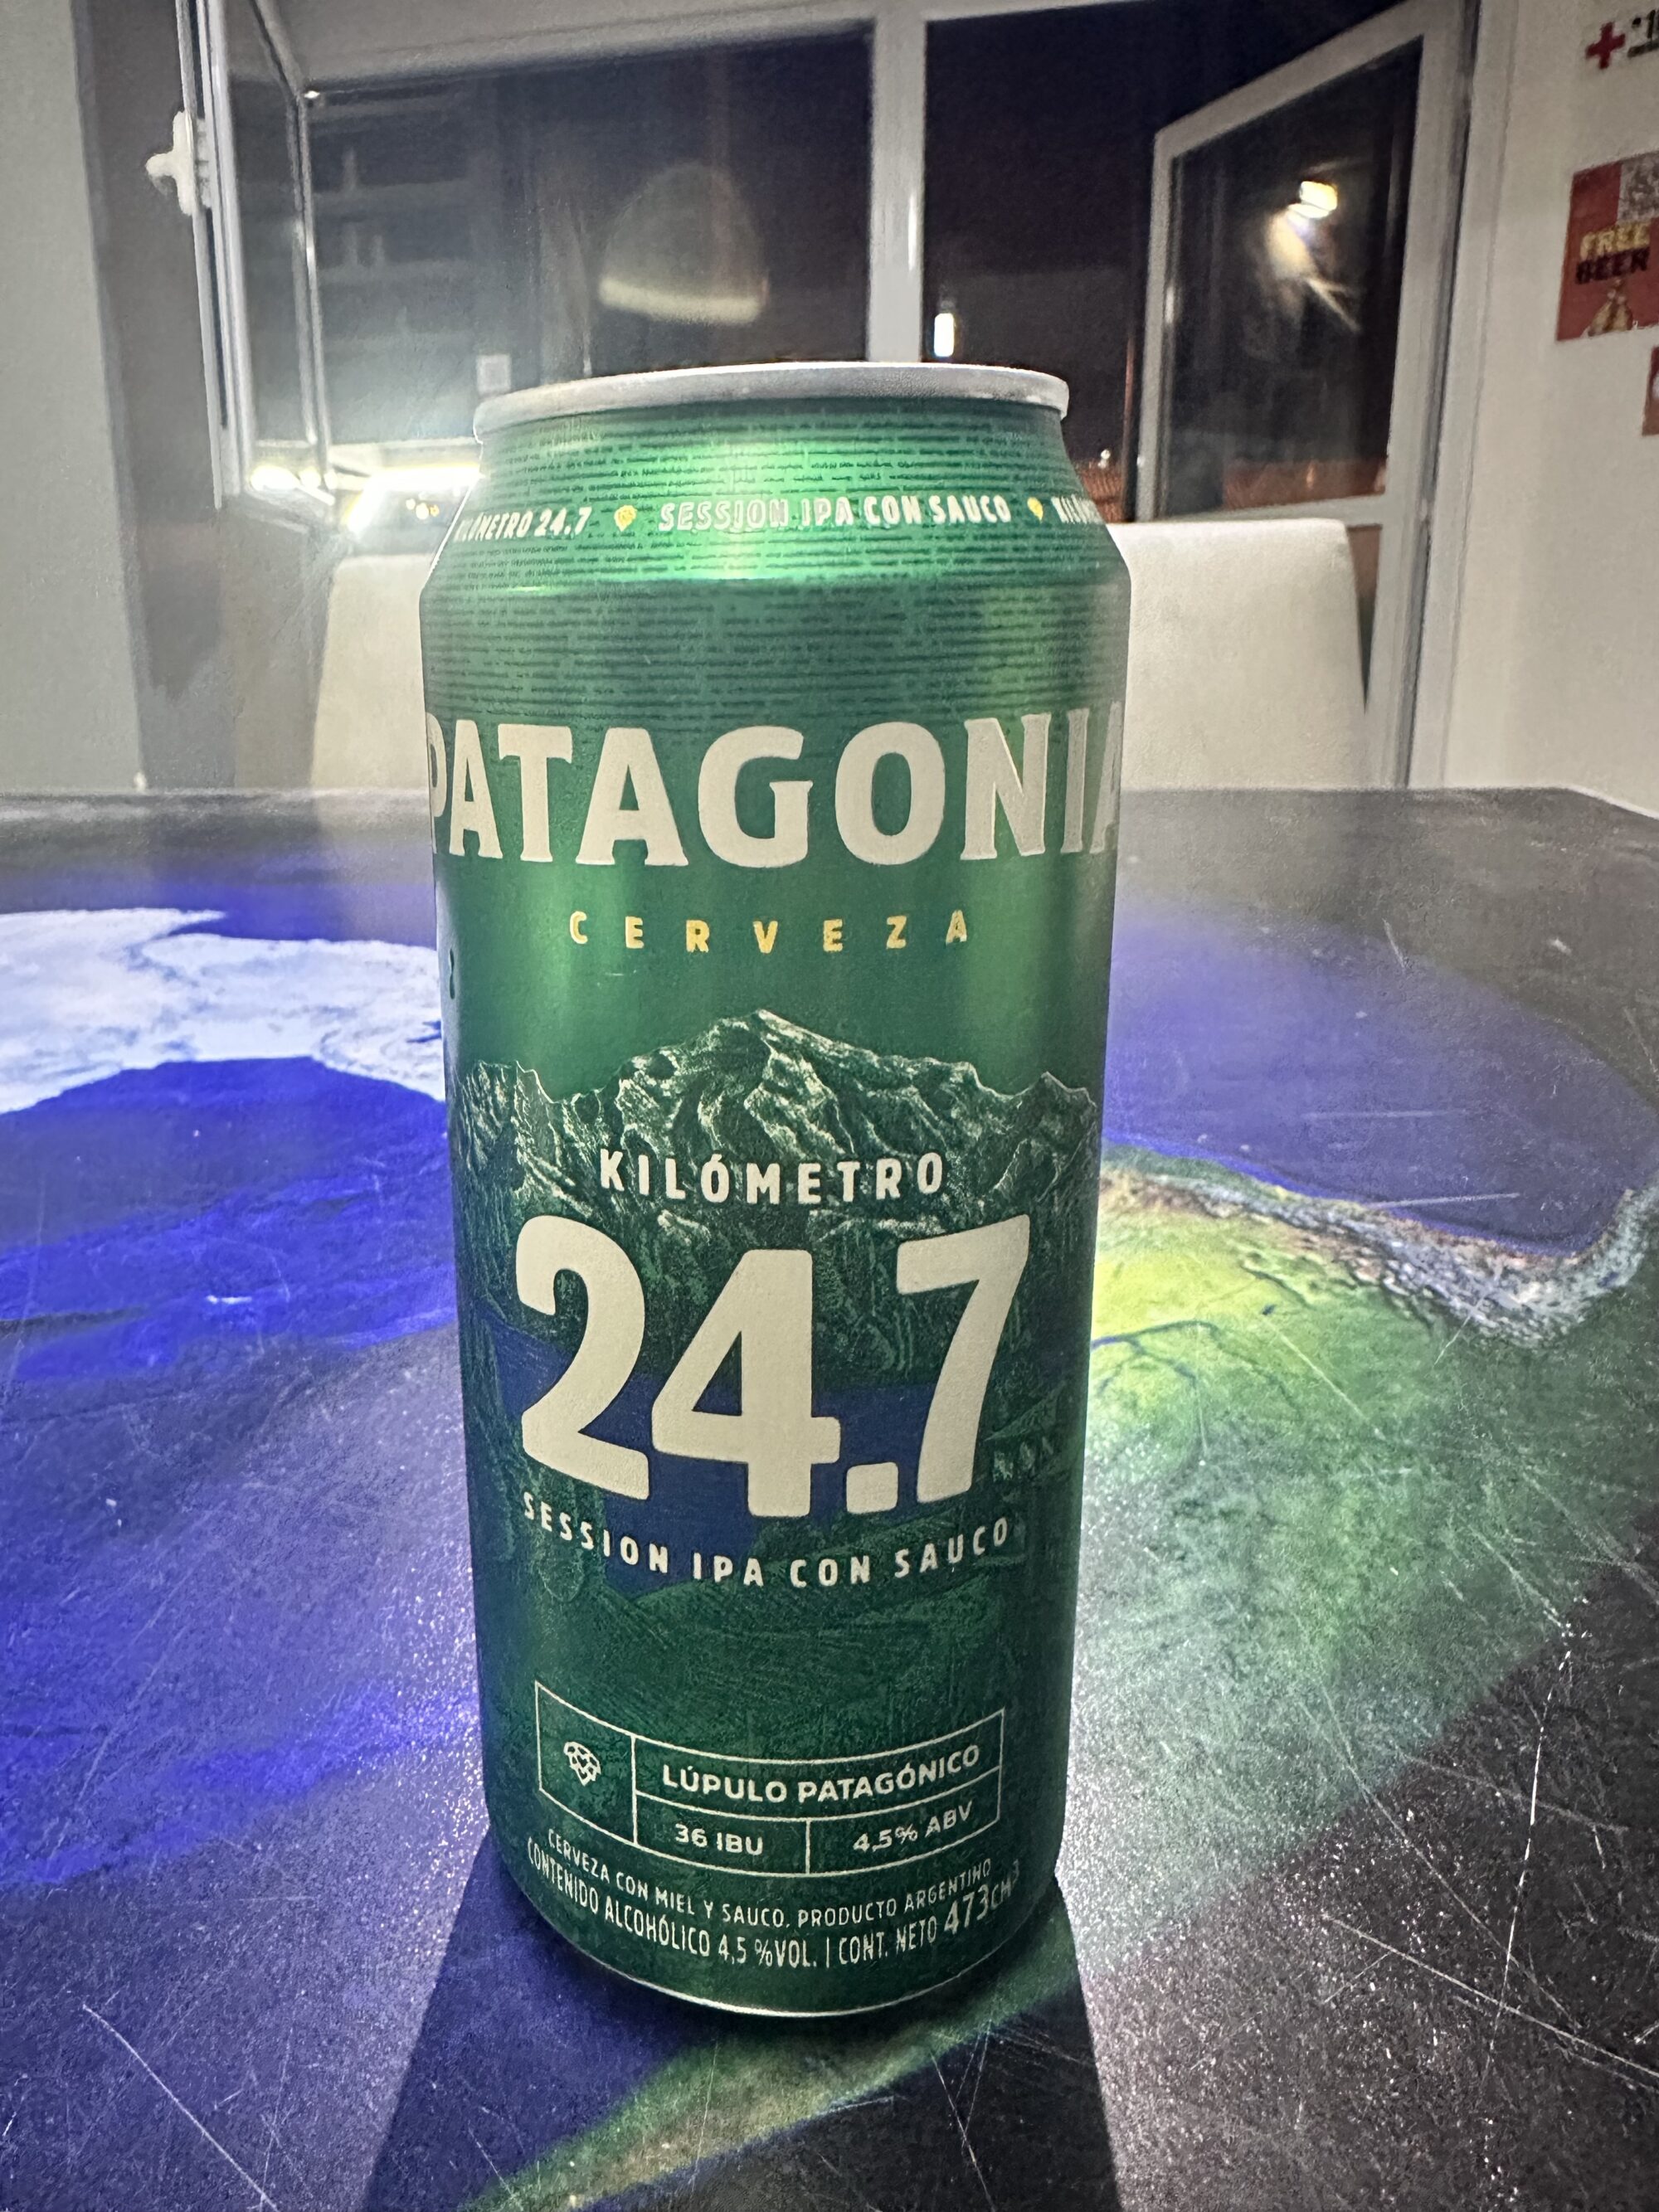 FREE
BEER
KILÓMETRO 24.7 SESSION IPA CON SAUCO
PATAGONIA
CERVEZA
KILÓMETRO
24.7
SESSION IPA CON SAUCO
LÚPULO PATAGÓNICO
36 IBU 4.5% ABV
CERVEZA CON MIEL Y SAUCO. PRODUCTO ARGENTINO
CONTENIDO ALCOHÓLICO 4,5 %VOL. | CONT. NETO 473CM³